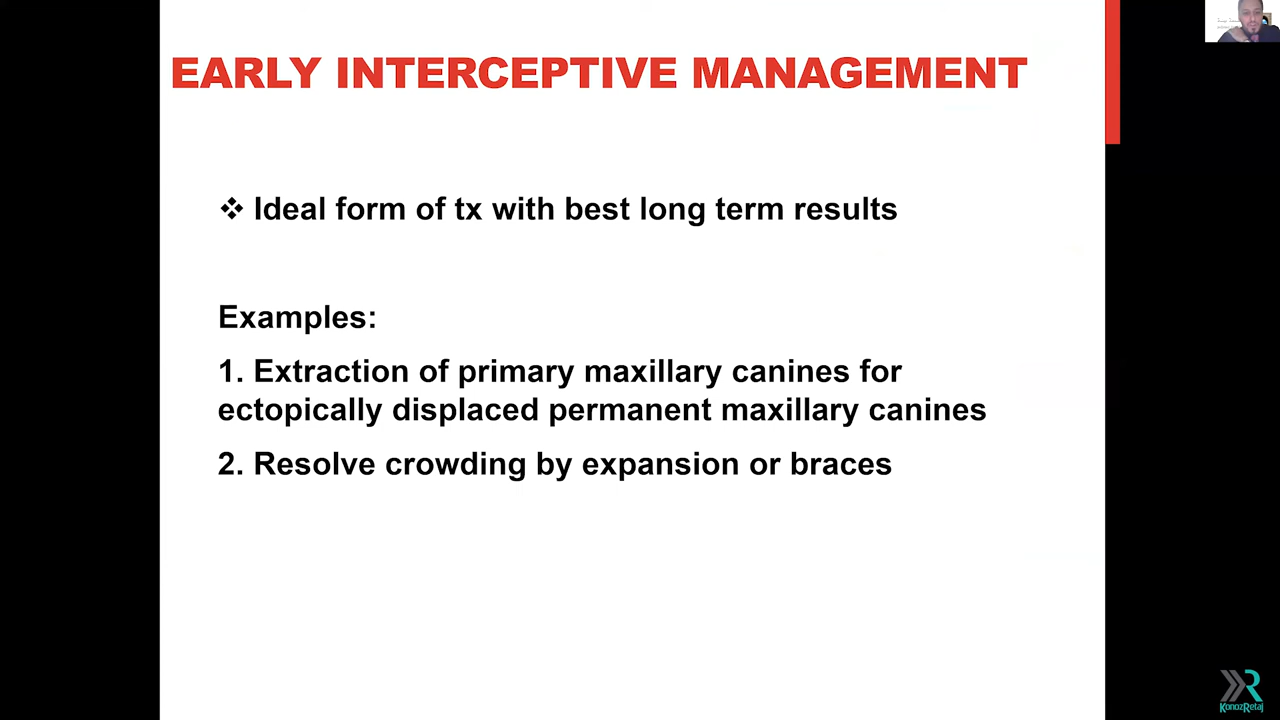 EARLY INTERCEPTIVE MANAGEMENT
❖ Ideal form of tx with best long term results
Examples:
1. Extraction of primary maxillary canines for
ectopically displaced permanent maxillary canines
2. Resolve crowding by expansion or braces
KonozRetaj